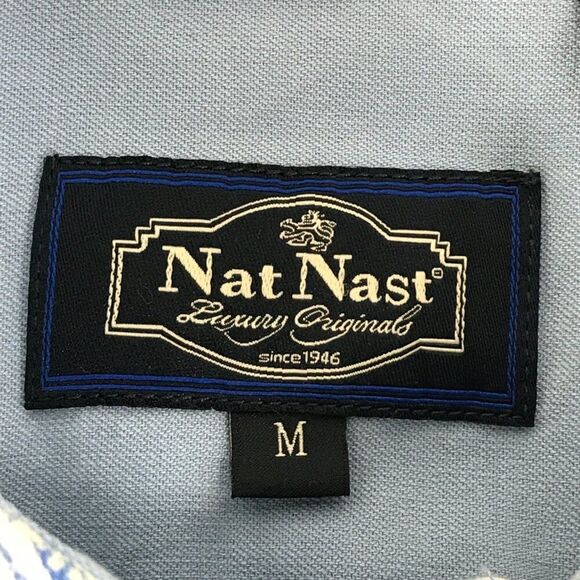 Nat Nast
Luxury Originals
since 1946
M